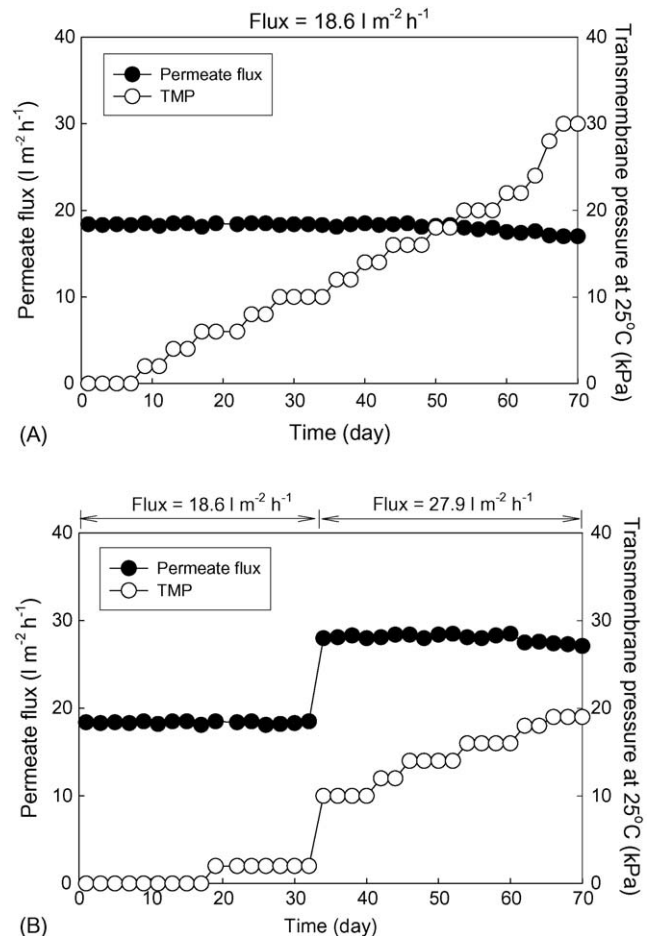 Flux = 18.6 l m⁻² h⁻¹
40
30
20
10
0
Permeate flux (l m⁻² h⁻¹)
Permeate flux
TMP
40
30
20
10
0
Transmembrane pressure at 25°C (kPa)
0 10 20 30 40 50 60 70
Time (day)
(A)
Flux = 18.6 l m⁻² h⁻¹ Flux = 27.9 l m⁻² h⁻¹
40
30
20
10
0
Permeate flux (l m⁻² h⁻¹)
Permeate flux
TMP
40
30
20
10
0
Transmembrane pressure at 25°C (kPa)
0 10 20 30 40 50 60 70
Time (day)
(B)